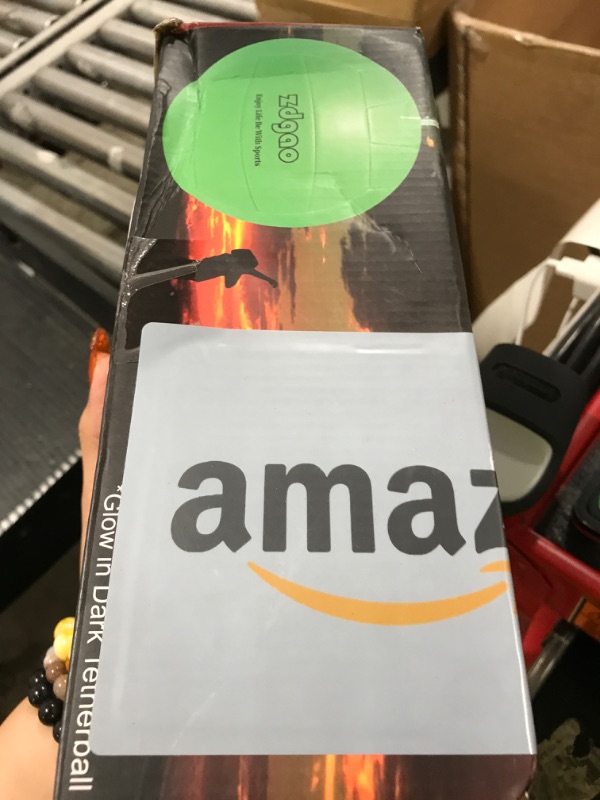 zdgao
Enjoy Life Be With Sports
amaz
*Glow in Dark Tetherball